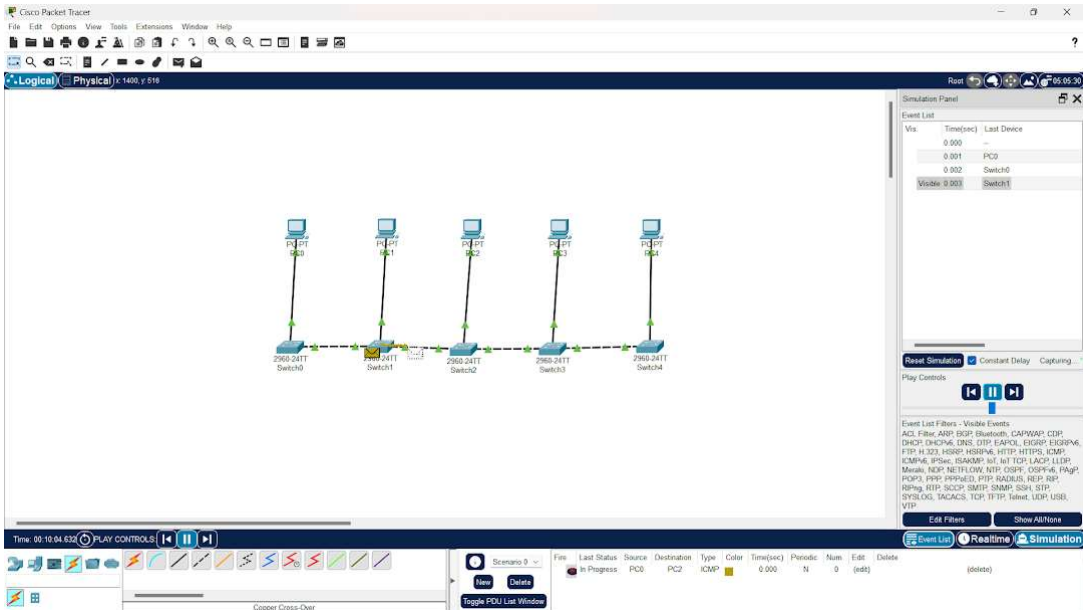 Cisco Packet Tracer
File Edit Options View Tools Extensions Window Help
?
Logical Physical x: 1400, y: 516 Root 05:05:30
Simulation Panel
Event List
Vis. Time(sec) Last Device
0.000 --
0.001 PC0
0.002 Switch0
Visible 0.003 Switch1
PC-PT PC-PT PC-PT PC-PT PC-PT
PC0 PC1 PC2 PC3 PC4
2960-24TT 2960-24TT 2960-24TT 2960-24TT 2960-24TT
Switch0 Switch1 Switch2 Switch3 Switch4
Reset Simulation Constant Delay Capturing...
Play Controls
Event List Filters - Visible Events
ACL Filter, ARP, BGP, Bluetooth, CAPWAP, CDP,
DHCP, DHCPv6, DNS, DTP, EAPOL, EIGRP, EIGRPv6,
FTP, H.323, HSRP, HSRPv6, HTTP, HTTPS, ICMP,
ICMPv6, IPSec, ISAKMP, IoT, IoT TCP, LACP, LLDP,
Meraki, NDP, NETFLOW, NTP, OSPF, OSPFv6, PAgP,
POP3, PPP, PPPoED, PTP, RADIUS, REP, RIP,
RIPng, RTP, SCCP, SMTP, SNMP, SSH, STP,
SYSLOG, TACACS, TCP, TFTP, Telnet, UDP, USB,
VTP
Edit Filters Show All/None
Time: 00:10:04.632 PLAY CONTROLS: Event List Realtime Simulation
Scenario 0
New Delete
Toggle PDU List Window
Fire Last Status Source Destination Type Color Time(sec) Periodic Num Edit Delete
In Progress PC0 PC2 ICMP 0.000 N 0 (edit) (delete)
Copper Cross-Over